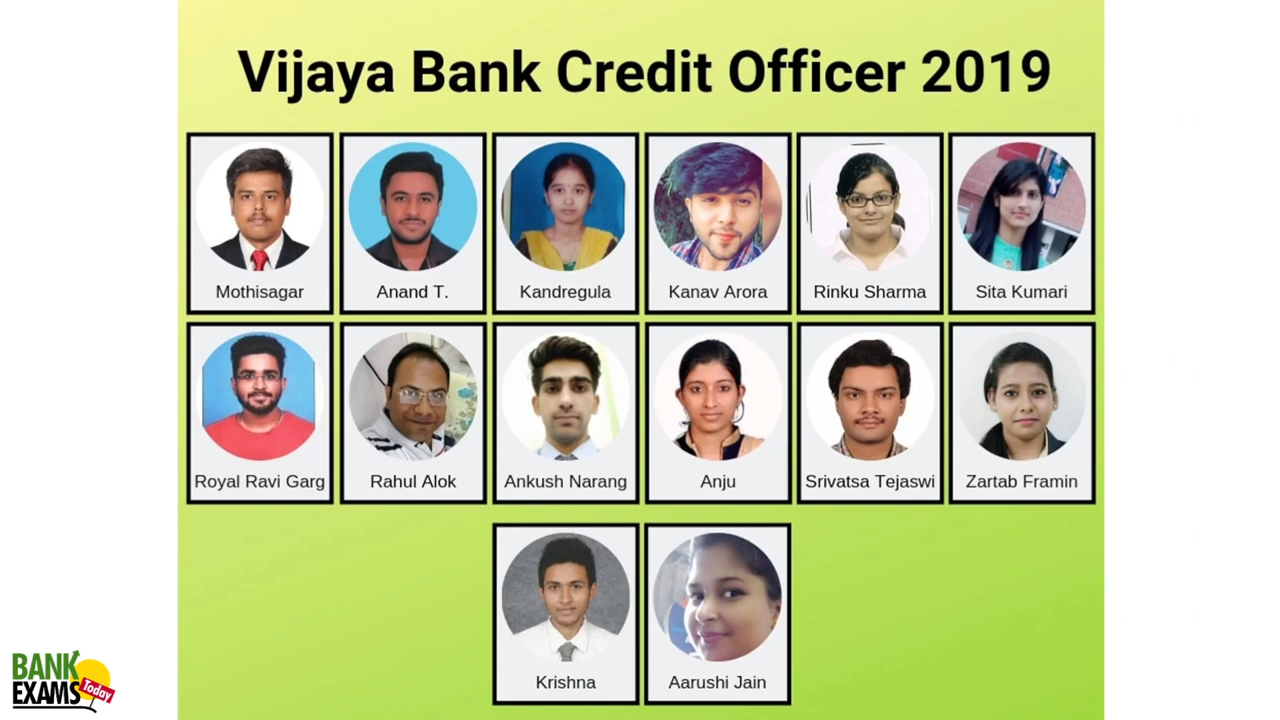 Vijaya Bank Credit Officer 2019
Mothisagar
Anand T.
Kandregula
Kanav Arora
Rinku Sharma
Sita Kumari
Royal Ravi Garg
Rahul Alok
Ankush Narang
Anju
Srivatsa Tejaswi
Zartab Framin
Krishna
Aarushi Jain
BANK
EXAMS Today